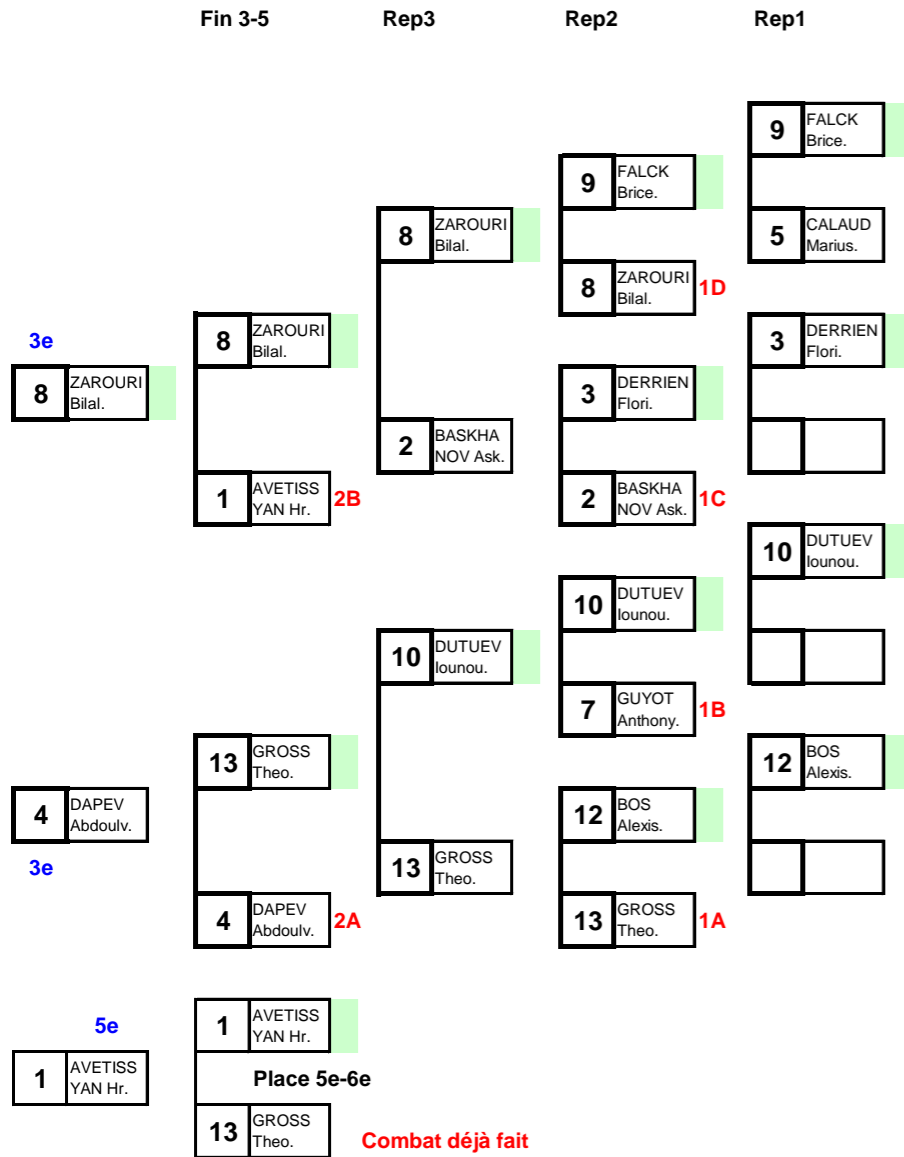 Fin 3-5 Rep3 Rep2 Rep1
9 FALCK
Brice.
9 FALCK
Brice.
8 ZAROURI
Bilal.
5 CALAUD
Marius.
8 ZAROURI
Bilal. 1D
3e
8 ZAROURI
Bilal.
3 DERRIEN
Flori.
8 ZAROURI
Bilal.
3 DERRIEN
Flori.
2 BASKHA
NOV Ask.
1 AVETISS
YAN Hr. 2B
2 BASKHA
NOV Ask. 1C
10 DUTUEV
Iounou.
10 DUTUEV
Iounou.
10 DUTUEV
Iounou.
7 GUYOT
Anthony. 1B
13 GROSS
Theo.
12 BOS
Alexis.
4 DAPEV
Abdoulv.
12 BOS
Alexis.
3e
13 GROSS
Theo.
4 DAPEV
Abdoulv. 2A
13 GROSS
Theo. 1A
1 AVETISS
YAN Hr.
5e
1 AVETISS
YAN Hr.
Place 5e-6e
13 GROSS
Theo.
Combat déjà fait